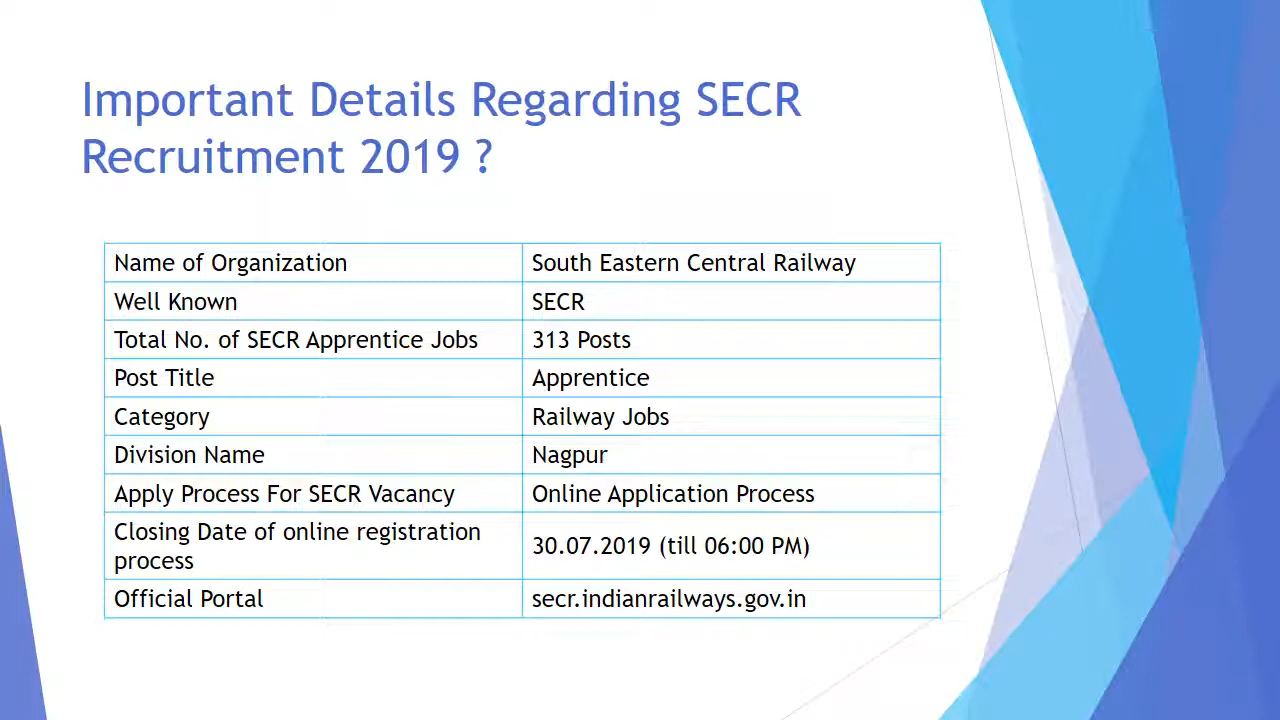 Important Details Regarding SECR
Recruitment 2019 ?
Name of Organization
South Eastern Central Railway
Well Known
SECR
Total No. of SECR Apprentice Jobs
313 Posts
Post Title
Apprentice
Category
Railway Jobs
Division Name
Nagpur
Apply Process For SECR Vacancy
Online Application Process
Closing Date of online registration
process
30.07.2019 (till 06:00 PM)
Official Portal
secr.indianrailways.gov.in